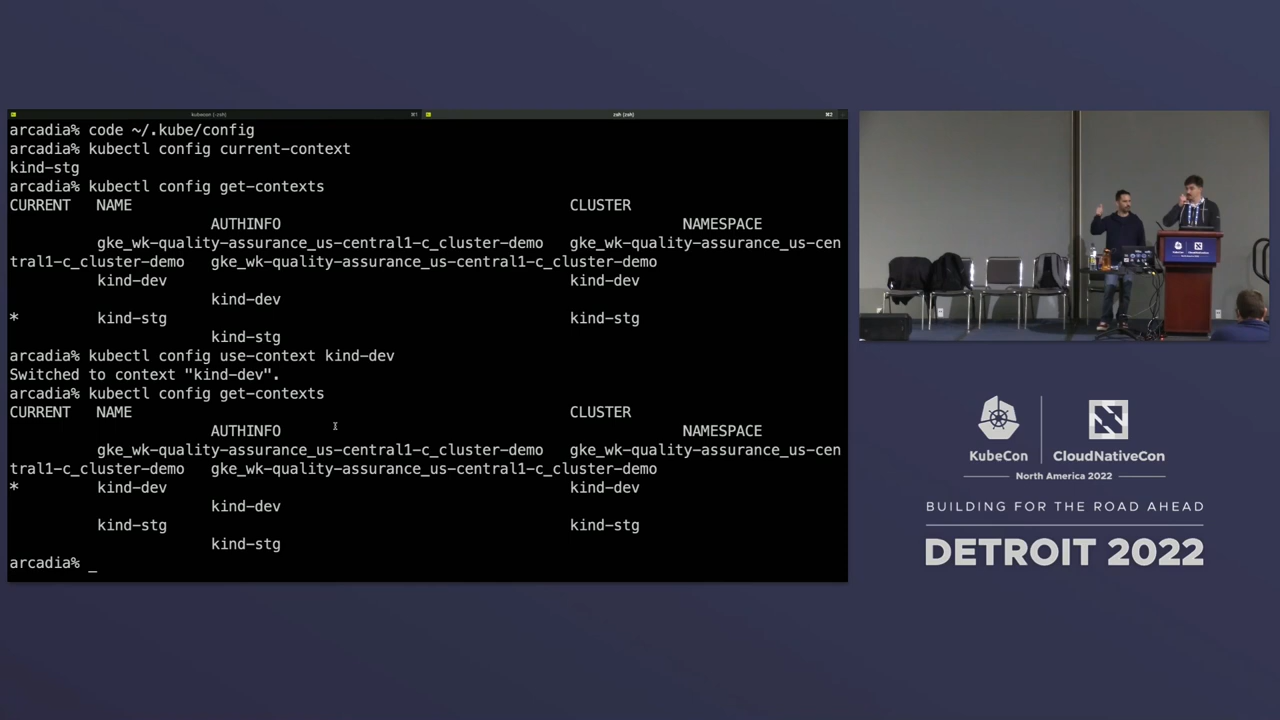 kubecon (-zsh) ⌘1 zsh (zsh) ⌘2
arcadia% code ~/.kube/config
arcadia% kubectl config current-context
kind-stg
arcadia% kubectl config get-contexts
CURRENT NAME CLUSTER
AUTHINFO NAMESPACE
gke_wk-quality-assurance_us-central1-c_cluster-demo gke_wk-quality-assurance_us-cen
tral1-c_cluster-demo gke_wk-quality-assurance_us-central1-c_cluster-demo
kind-dev kind-dev
kind-dev
* kind-stg kind-stg
kind-stg
arcadia% kubectl config use-context kind-dev
Switched to context "kind-dev".
arcadia% kubectl config get-contexts
CURRENT NAME CLUSTER
AUTHINFO NAMESPACE
gke_wk-quality-assurance_us-central1-c_cluster-demo gke_wk-quality-assurance_us-cen
tral1-c_cluster-demo gke_wk-quality-assurance_us-central1-c_cluster-demo
* kind-dev kind-dev
kind-dev
kind-stg kind-stg
kind-stg
arcadia% _
KubeCon CloudNativeCon
North America 2022
BUILDING FOR THE ROAD AHEAD
DETROIT 2022